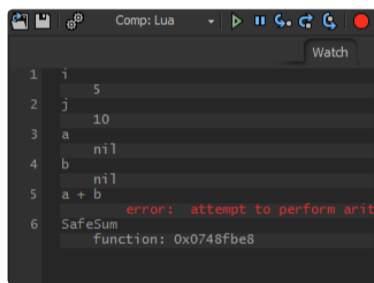 Comp: Lua
Watch
1 i
5
2 j
10
3 a
nil
4 b
nil
5 a + b
error: attempt to perform arit
6 SafeSum
function: 0x0748fbe8